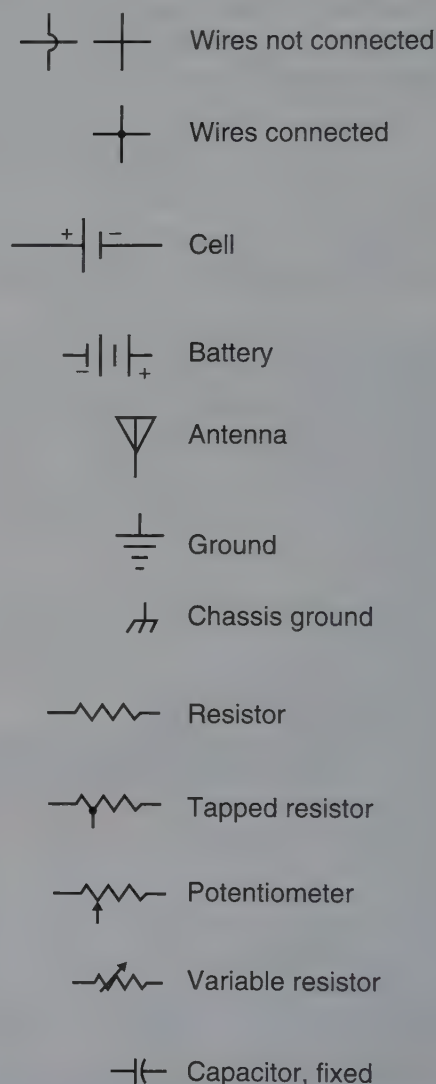 Wires not connected
Wires connected
+ −
Cell
− +
Battery
Antenna
Ground
Chassis ground
Resistor
Tapped resistor
Potentiometer
Variable resistor
Capacitor, fixed